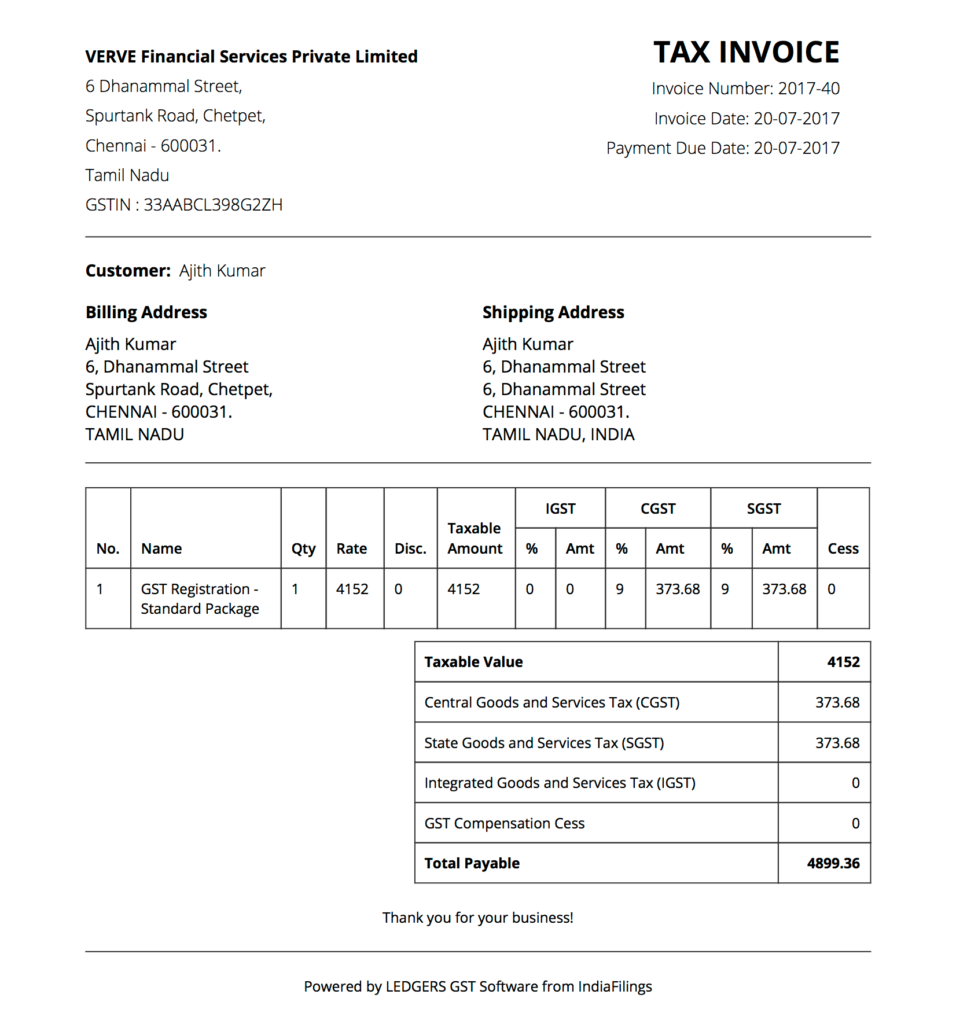 VERVE Financial Services Private Limited
6 Dhanammal Street,
Spurtank Road, Chetpet,
Chennai - 600031.
Tamil Nadu
GSTIN : 33AABCL398G2ZH
TAX INVOICE
Invoice Number: 2017-40
Invoice Date: 20-07-2017
Payment Due Date: 20-07-2017
Customer: Ajith Kumar
Billing Address
Ajith Kumar
6, Dhanammal Street
Spurtank Road, Chetpet,
CHENNAI - 600031.
TAMIL NADU
Shipping Address
Ajith Kumar
6, Dhanammal Street
6, Dhanammal Street
CHENNAI - 600031.
TAMIL NADU, INDIA
IGST CGST SGST
Taxable
No. Name Qty Rate Disc. Amount % Amt % Amt % Amt Cess
1 GST Registration - 1 4152 0 4152 0 0 9 373.68 9 373.68 0
Standard Package
Taxable Value 4152
Central Goods and Services Tax (CGST) 373.68
State Goods and Services Tax (SGST) 373.68
Integrated Goods and Services Tax (IGST) 0
GST Compensation Cess 0
Total Payable 4899.36
Thank you for your business!
Powered by LEDGERS GST Software from IndiaFilings